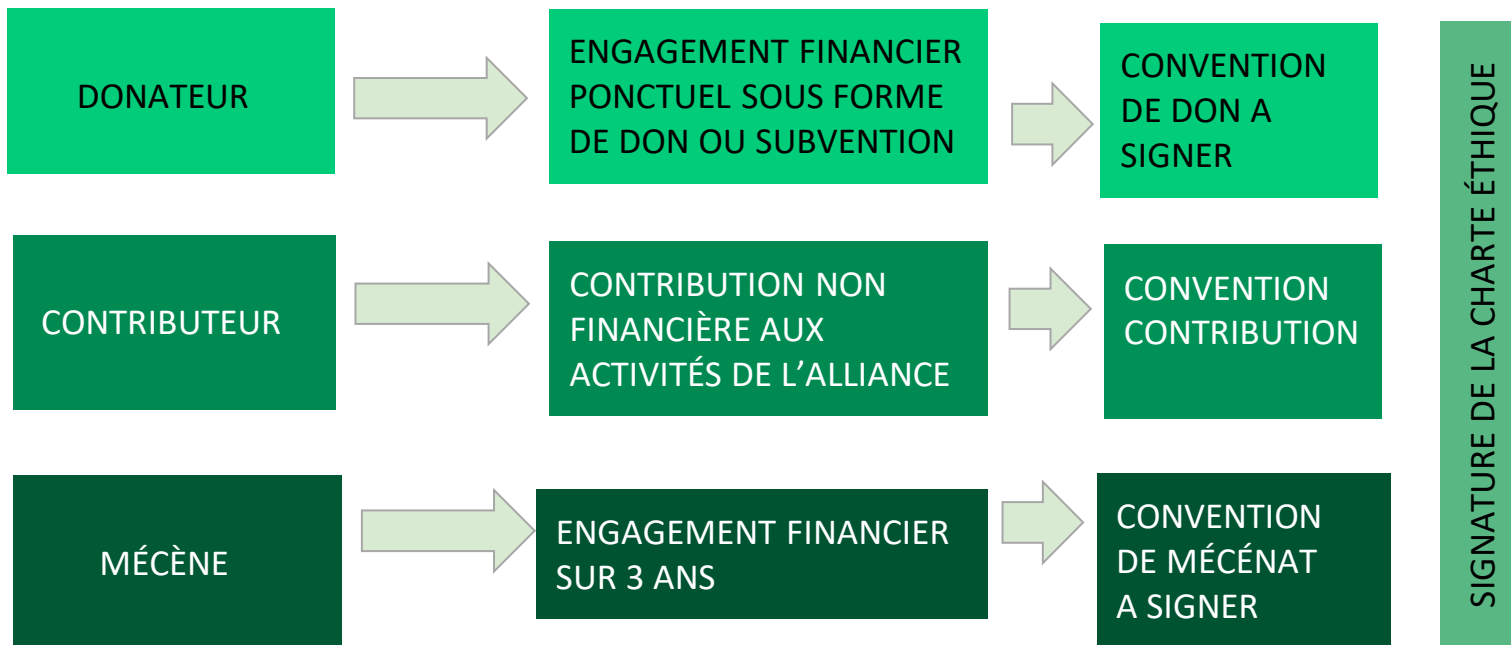 DONATEUR
ENGAGEMENT FINANCIER
PONCTUEL SOUS FORME
DE DON OU SUBVENTION
CONVENTION
DE DON A
SIGNER
CONTRIBUTEUR
CONTRIBUTION NON
FINANCIÈRE AUX
ACTIVITÉS DE L’ALLIANCE
CONVENTION
CONTRIBUTION
MÉCÈNE
ENGAGEMENT FINANCIER
SUR 3 ANS
CONVENTION
DE MÉCÉNAT
A SIGNER
SIGNATURE DE LA CHARTE ÉTHIQUE